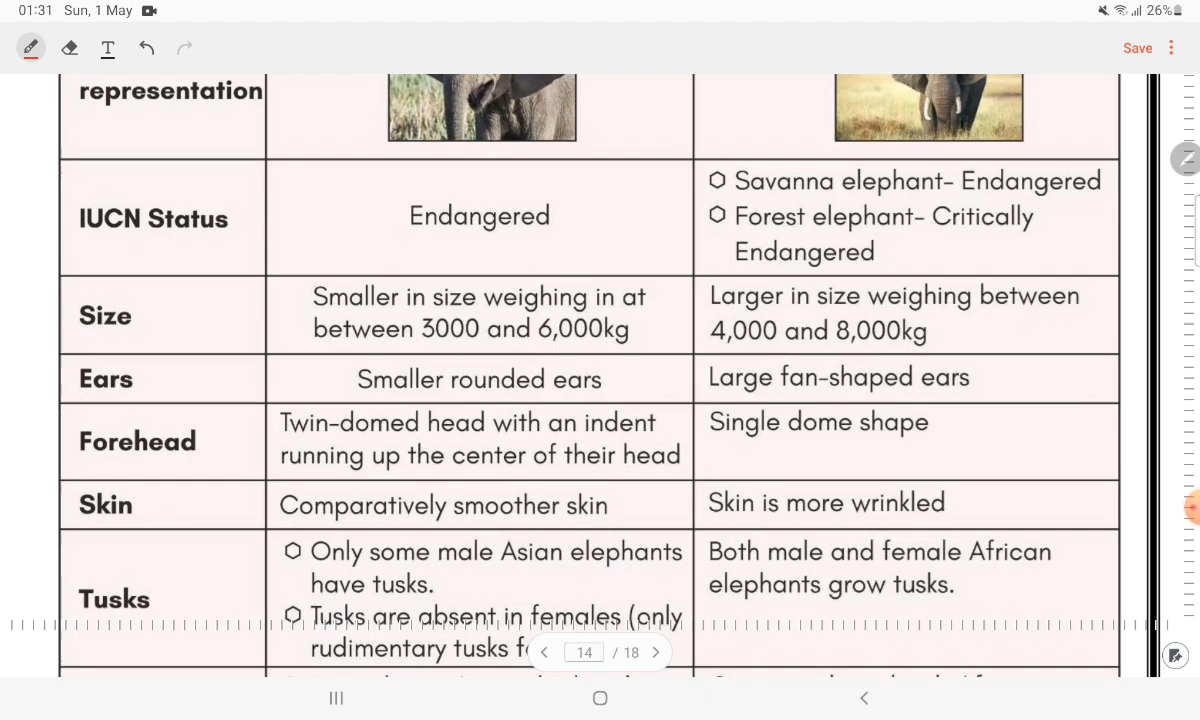 01:31 Sun, 1 May
26%
T
Save
representation
IUCN Status
Endangered
Savanna elephant- Endangered
Forest elephant- Critically
Endangered
Size
Smaller in size weighing in at
between 3000 and 6,000kg
Larger in size weighing between
4,000 and 8,000kg
Ears
Smaller rounded ears
Large fan-shaped ears
Forehead
Twin-domed head with an indent
running up the center of their head
Single dome shape
Skin
Comparatively smoother skin
Skin is more wrinkled
Tusks
Only some male Asian elephants
have tusks.
Tusks are absent in females (only
rudimentary tusks
Both male and female African
elephants grow tusks.
14 / 18